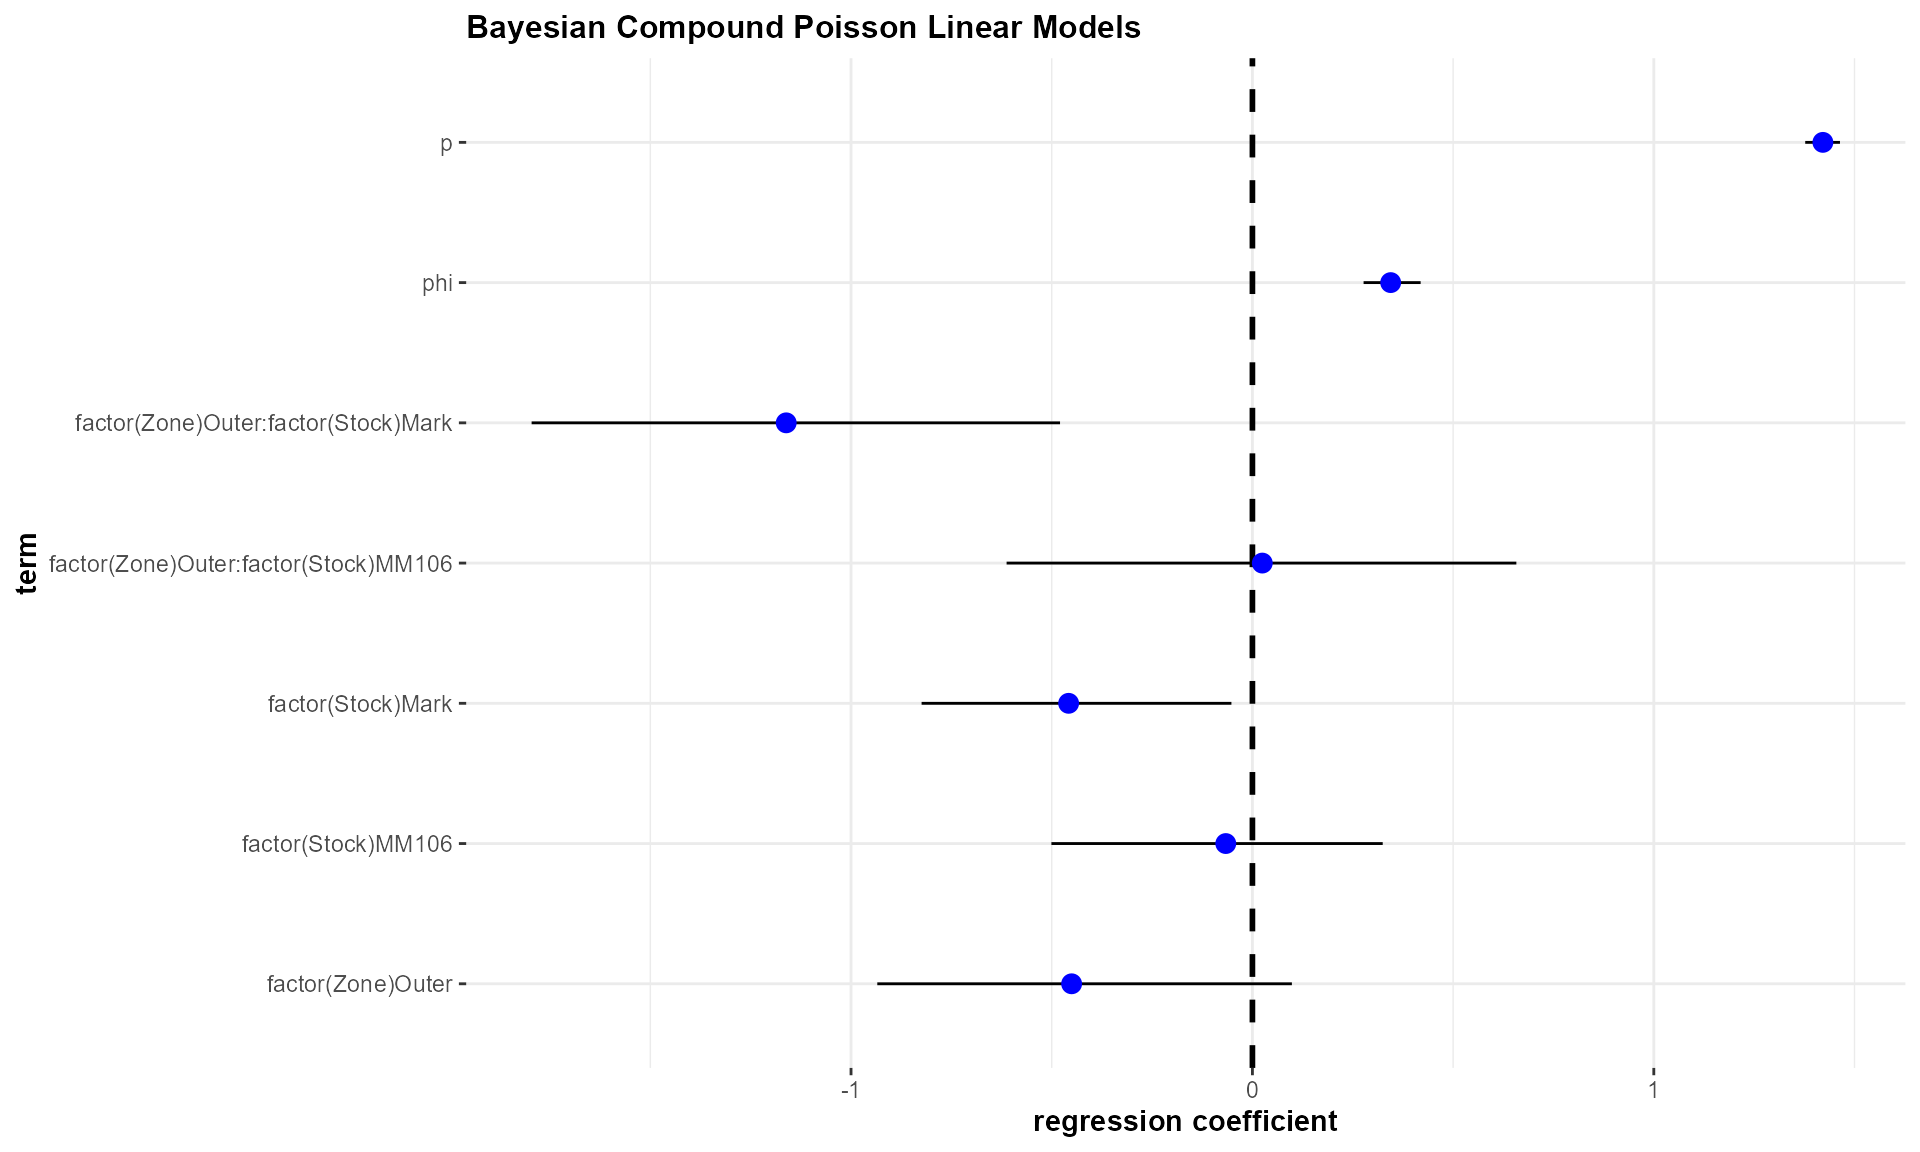 Bayesian Compound Poisson Linear Models
p
phi
factor(Zone)Outer:factor(Stock)Mark
factor(Zone)Outer:factor(Stock)MM106
factor(Stock)Mark
factor(Stock)MM106
factor(Zone)Outer
term
-1
0
1
regression coefficient